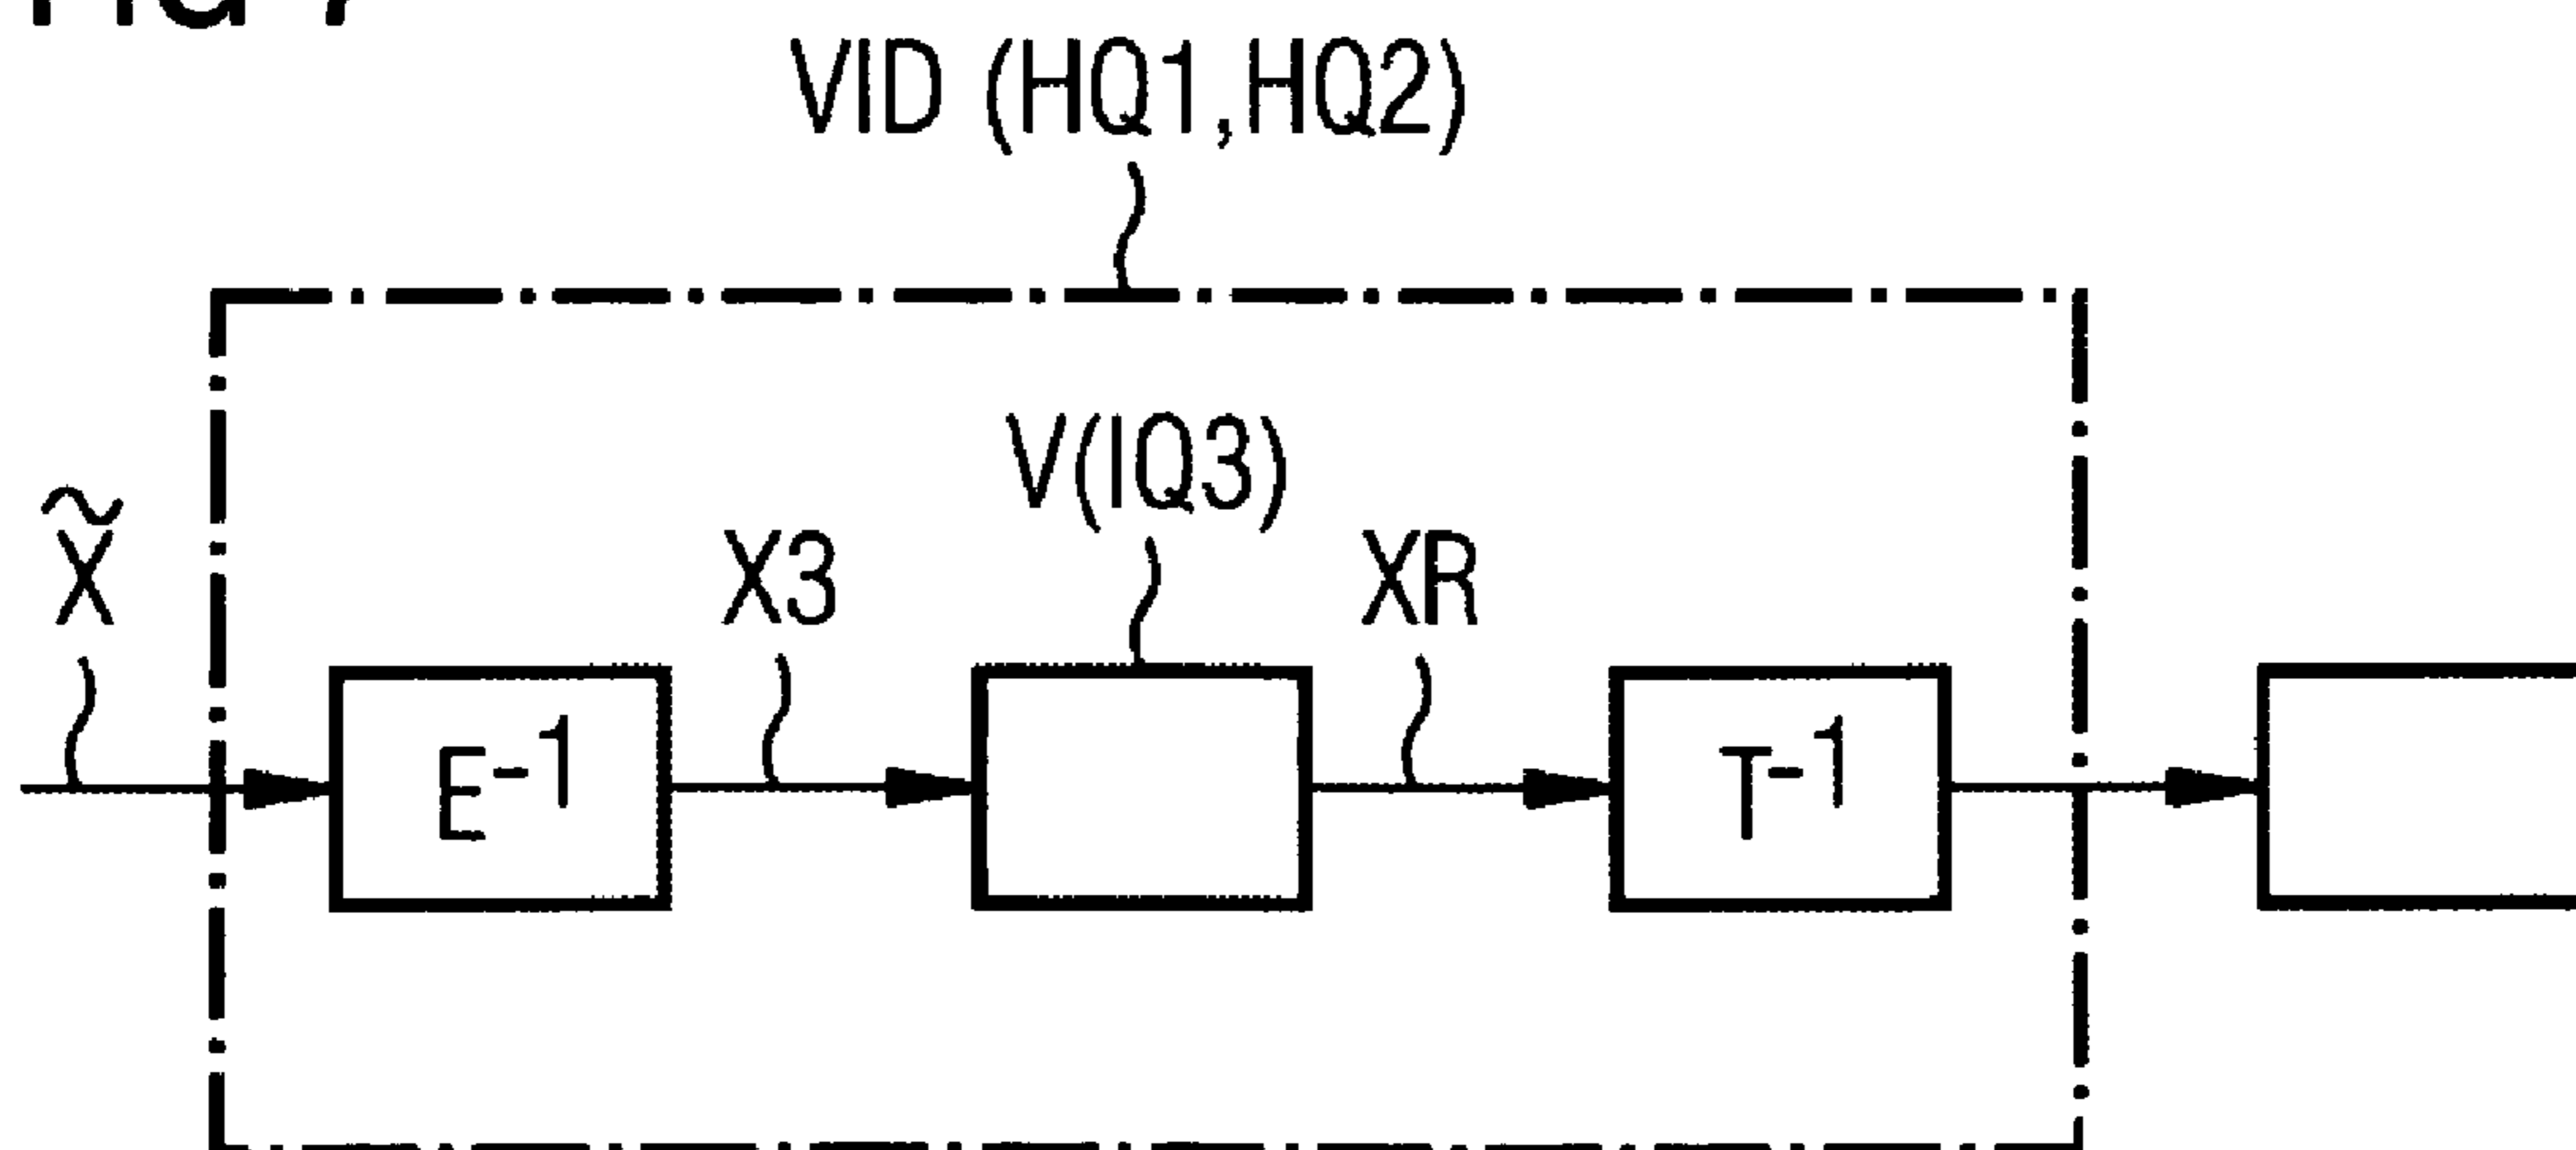 VID (HQ1,HQ2)
V(IQ3)
X̃
X3
XR
E⁻¹
T⁻¹